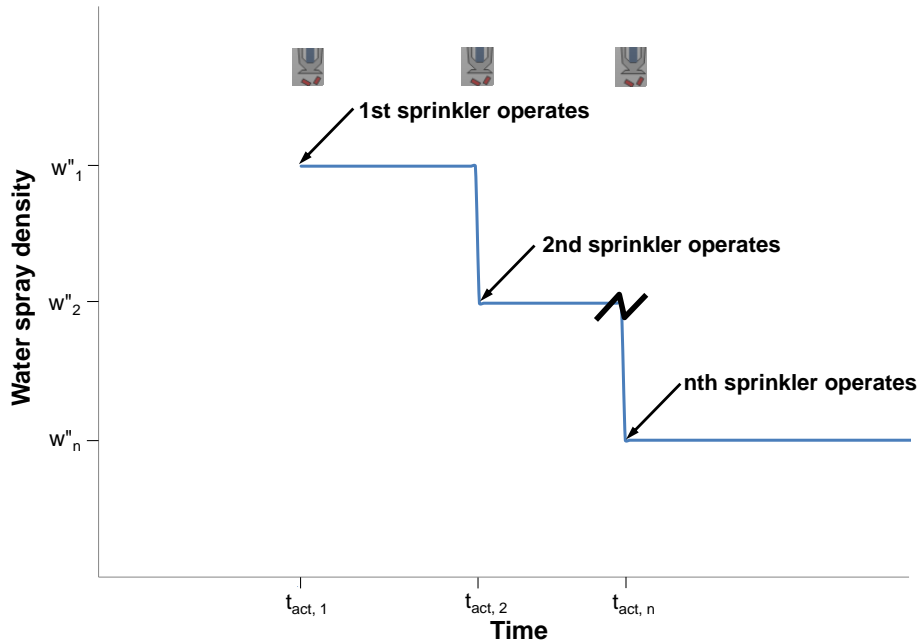 1st sprinkler operates
w"1
2nd sprinkler operates
w"2
nth sprinkler operates
w"n
Water spray density
tact, 1
tact, 2
tact, n
Time